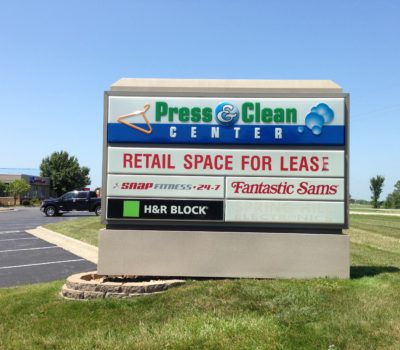 Press & Clean
CENTER
RETAIL SPACE FOR LEASE
SNAP FITNESS • 24-7
Fantastic Sams
H&R BLOCK